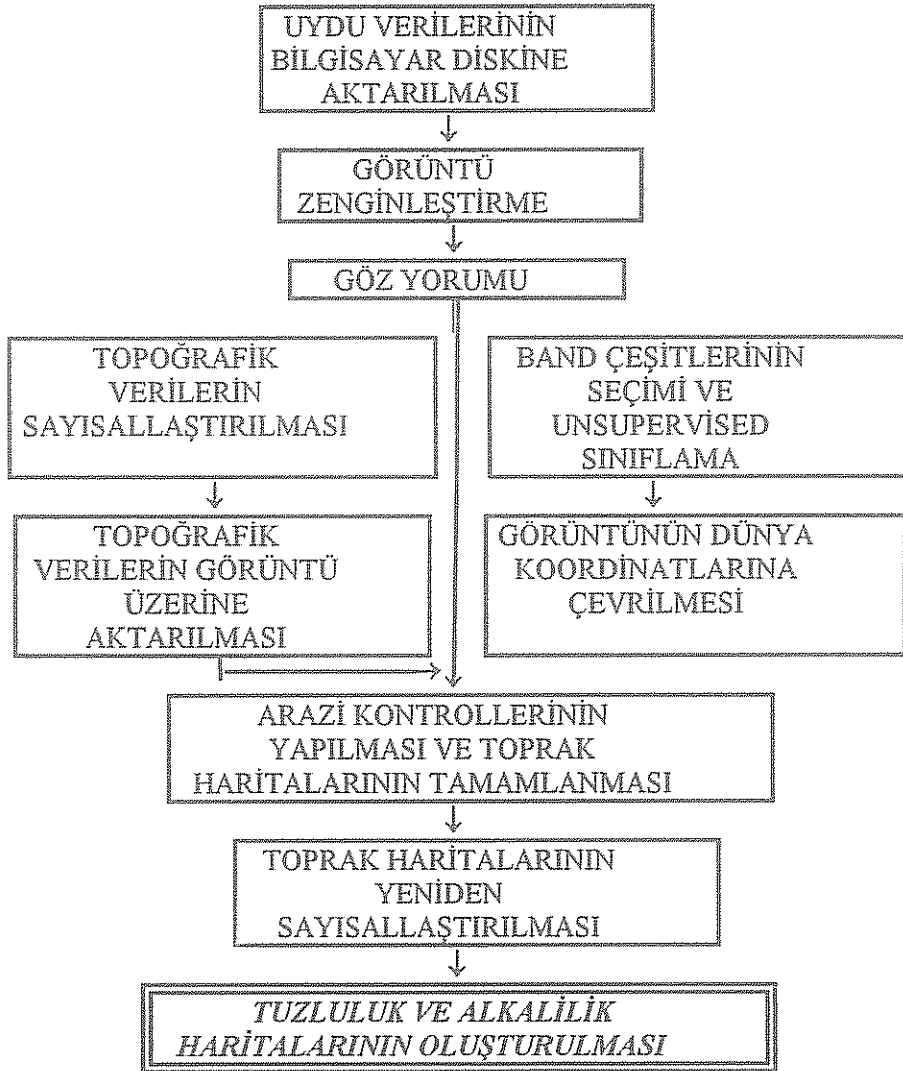 UYDU VERİLERİNİN
BİLGİSAYAR DİSKİNE
AKTARILMASI
GÖRÜNTÜ
ZENGİNLEŞTİRME
GÖZ YORUMU
TOPOĞRAFİK
VERİLERİN
SAYISALLAŞTIRILMASI
BAND ÇEŞİTLERİNİN
SEÇİMİ VE
UNSUPERVISED
SINIFLAMA
TOPOĞRAFİK
VERİLERİN GÖRÜNTÜ
ÜZERİNE
AKTARILMASI
GÖRÜNTÜNÜN DÜNYA
KOORDİNATLARINA
ÇEVRİLMESİ
ARAZİ KONTROLLERİNİN
YAPILMASI VE TOPRAK
HARİTALARININ TAMAMLANMASI
TOPRAK HARİTALARININ
YENİDEN
SAYISALLAŞTIRILMASI
TUZLULUK VE ALKALİLİK
HARİTALARININ OLUŞTURULMASI